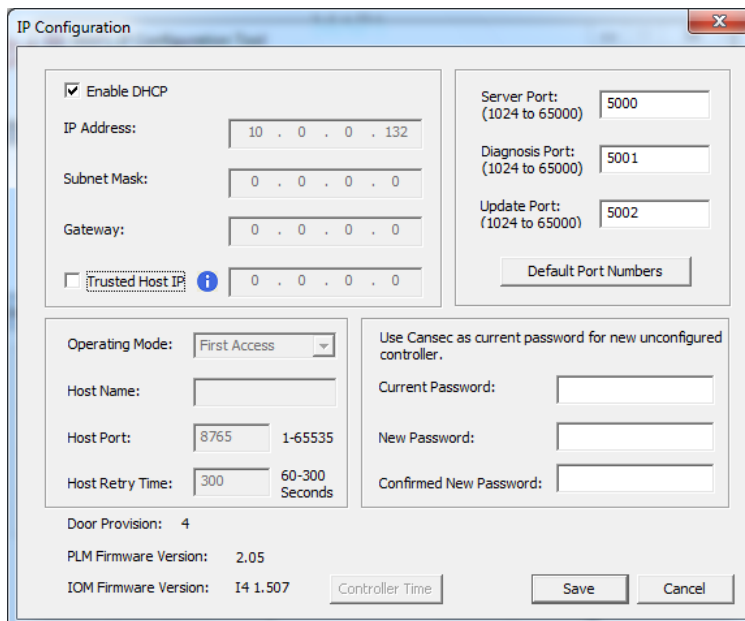 IP Configuration
Enable DHCP
IP Address:
10 . 0 . 0 . 132
Subnet Mask:
0 . 0 . 0 . 0
Gateway:
0 . 0 . 0 . 0
Trusted Host IP
0 . 0 . 0 . 0
Server Port:
(1024 to 65000)
5000
Diagnosis Port:
(1024 to 65000)
5001
Update Port:
(1024 to 65000)
5002
Default Port Numbers
Operating Mode:
First Access
Host Name:
Host Port:
8765
1-65535
Host Retry Time:
300
60-300
Seconds
Use Cansec as current password for new unconfigured
controller.
Current Password:
New Password:
Confirmed New Password:
Door Provision: 4
PLM Firmware Version: 2.05
IOM Firmware Version: I4 1.507
Controller Time
Save
Cancel